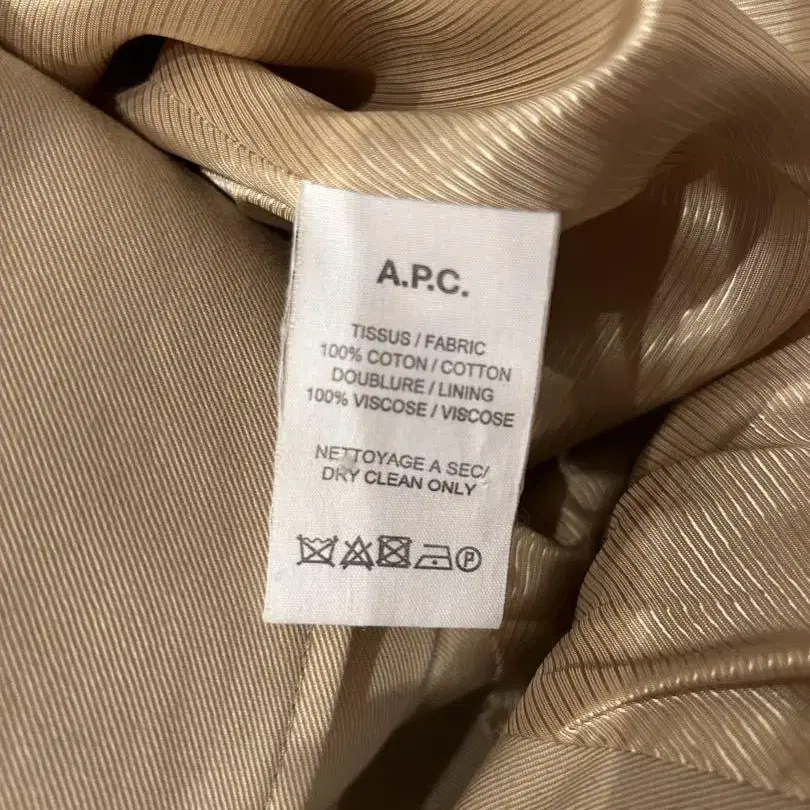 A.P.C.
TISSUS / FABRIC
100% COTON / COTTON
DOUBLURE / LINING
100% VISCOSE / VISCOSE
NETTOYAGE A SEC/
DRY CLEAN ONLY
P